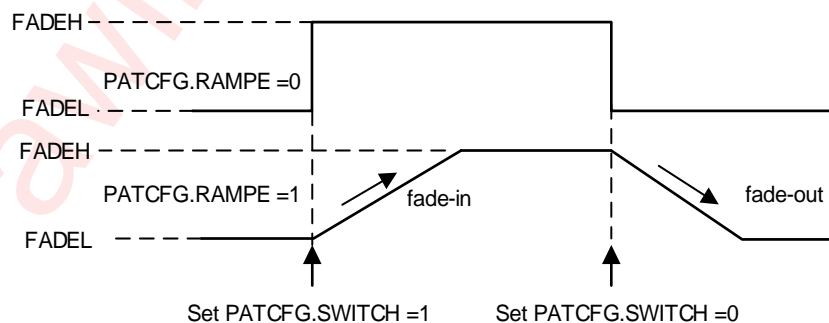 FADEH
PATCFG.RAMPE =0
FADEL
FADEH
PATCFG.RAMPE =1
fade-in
fade-out
FADEL
Set PATCFG.SWITCH =1
Set PATCFG.SWITCH =0